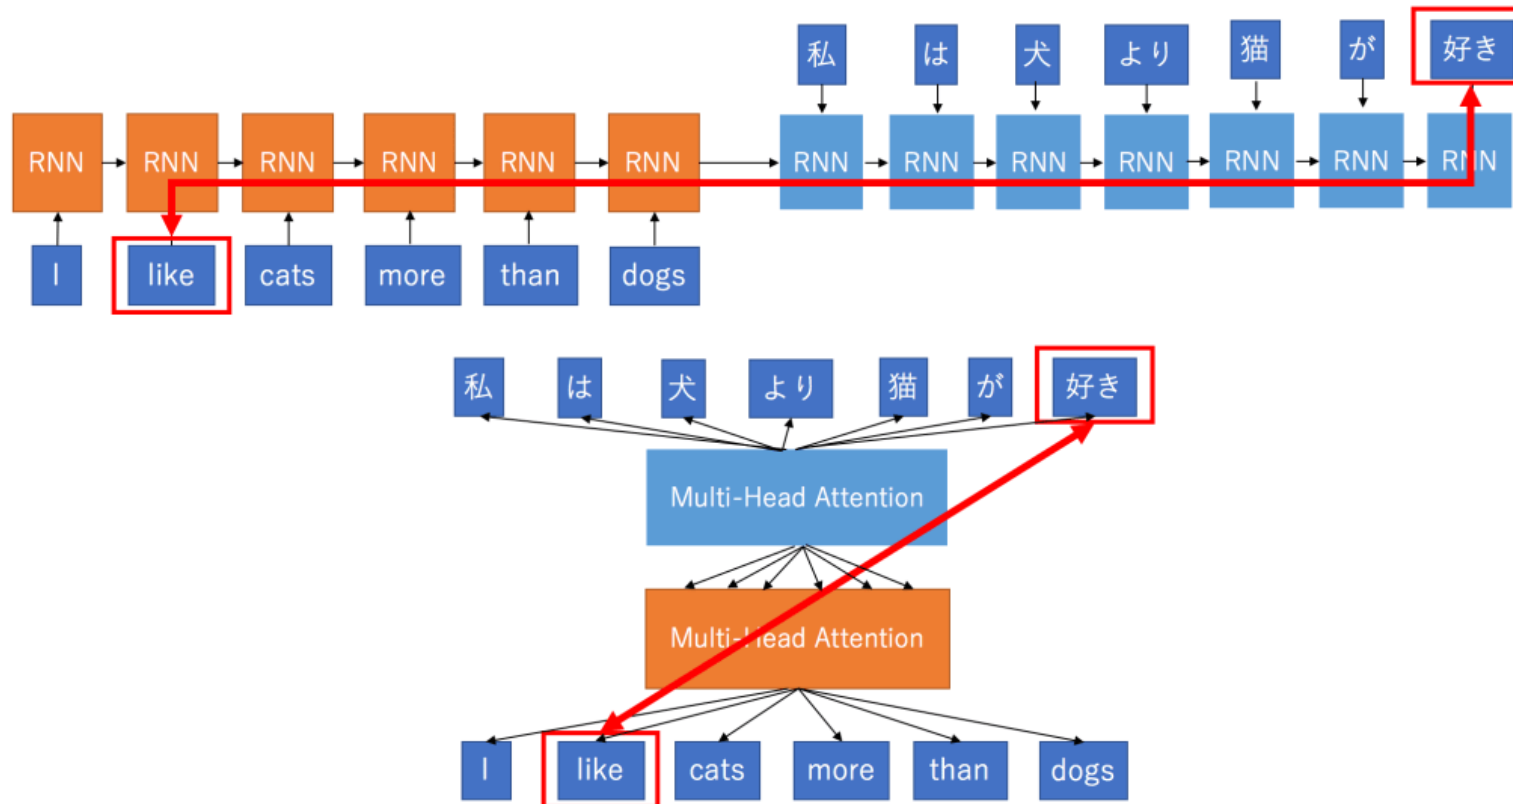 私 は 犬 より 猫 が 好き
RNN RNN RNN RNN RNN RNN RNN RNN RNN RNN RNN RNN RNN
I like cats more than dogs
私 は 犬 より 猫 が 好き
Multi-Head Attention
Multi-Head Attention
I like cats more than dogs